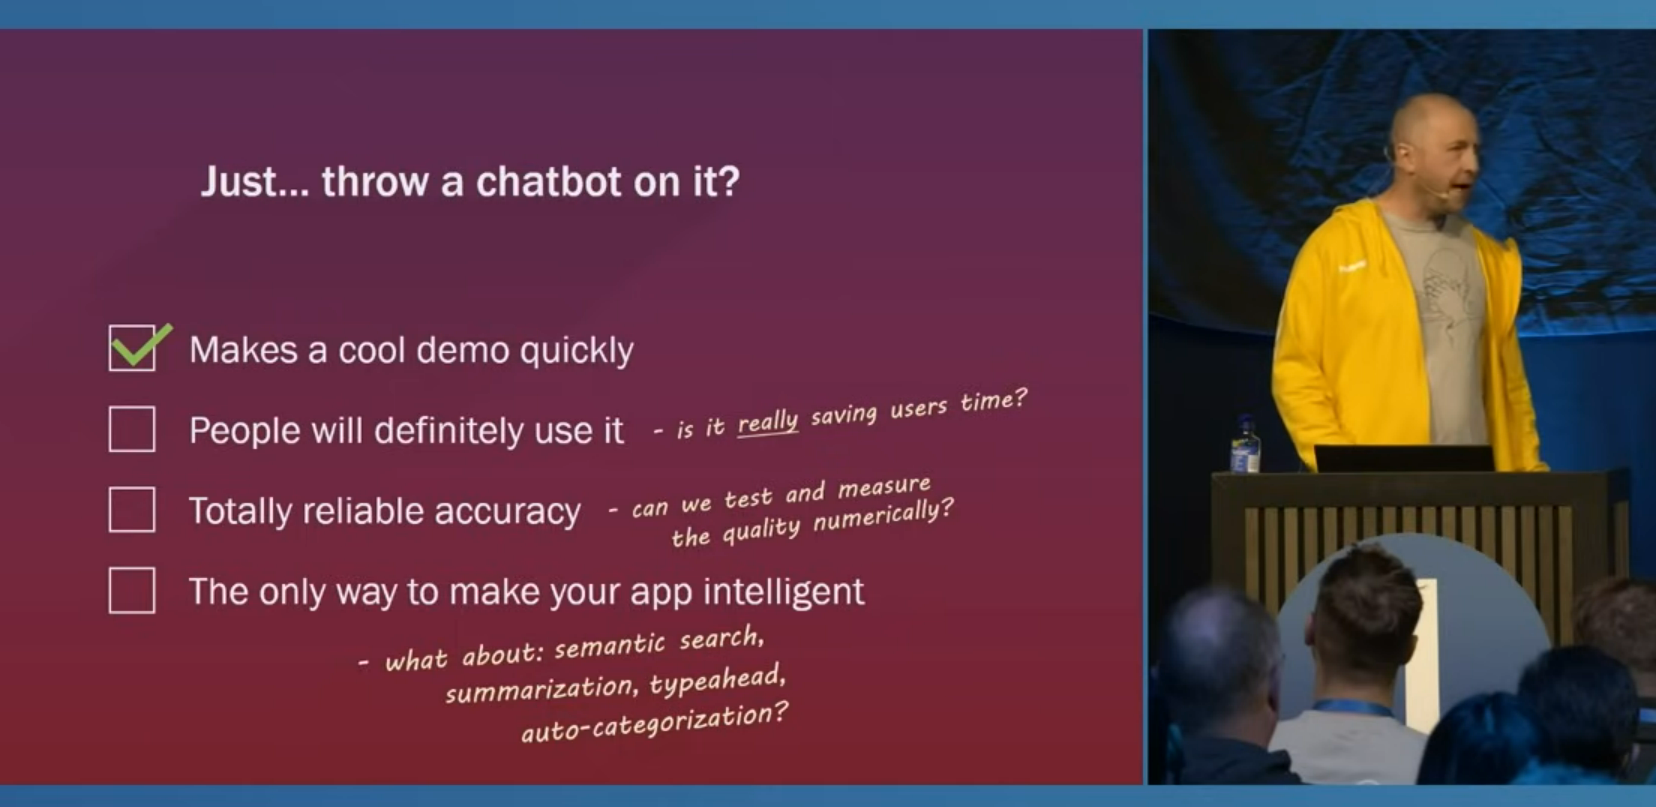 Just... throw a chatbot on it?
Makes a cool demo quickly
People will definitely use it - is it really saving users time?
Totally reliable accuracy - can we test and measure
the quality numerically?
The only way to make your app intelligent
- what about: semantic search,
summarization, typeahead,
auto-categorization?